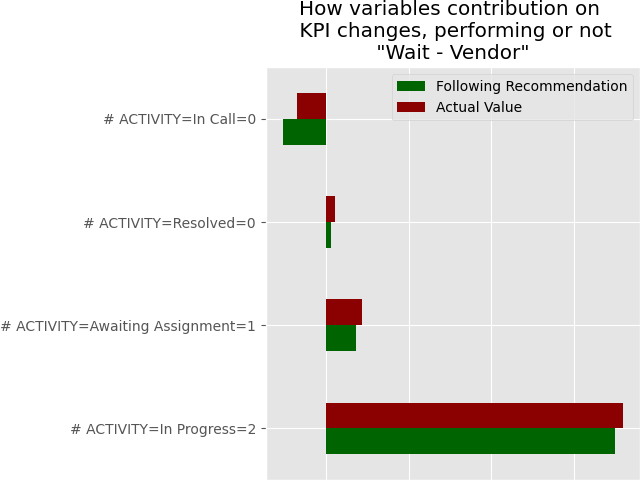 How variables contribution on
KPI changes, performing or not
"Wait - Vendor"
Following Recommendation
Actual Value
# ACTIVITY=In Call=0
# ACTIVITY=Resolved=0
# ACTIVITY=Awaiting Assignment=1
# ACTIVITY=In Progress=2